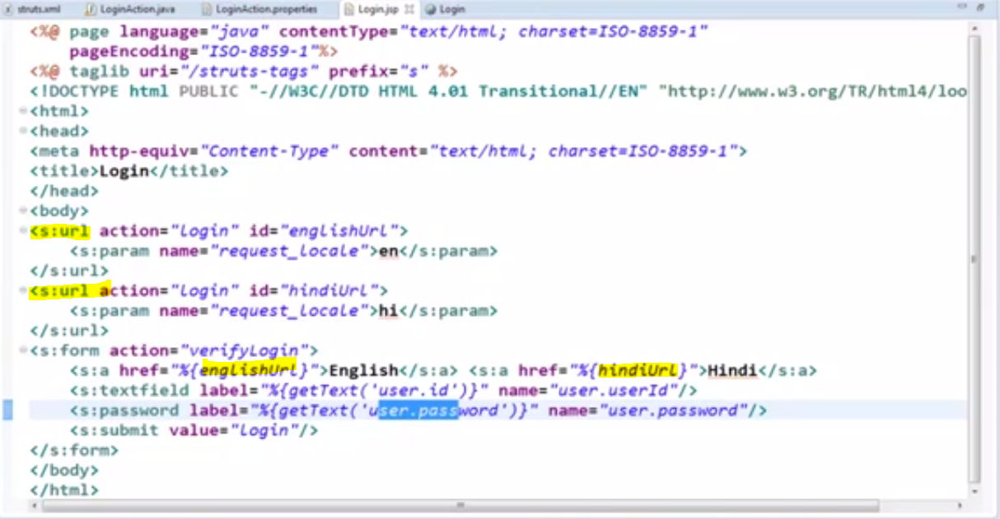 struts.xml LoginAction.java LoginAction.properties Login.jsp Login
<%@ page language="java" contentType="text/html; charset=ISO-8859-1"
pageEncoding="ISO-8859-1"%>
<%@ taglib uri="/struts-tags" prefix="s" %>
<!DOCTYPE html PUBLIC "-//W3C//DTD HTML 4.01 Transitional//EN" "http://www.w3.org/TR/html4/loo
<html>
<head>
<meta http-equiv="Content-Type" content="text/html; charset=ISO-8859-1">
<title>Login</title>
</head>
<body>
<s:url action="login" id="englishUrl">
<s:param name="request_locale">en</s:param>
</s:url>
<s:url action="login" id="hindiUrl">
<s:param name="request_locale">hi</s:param>
</s:url>
<s:form action="verifyLogin">
<s:a href="%{englishUrl}">English</s:a> <s:a href="%{hindiUrl}">Hindi</s:a>
<s:textfield label="%{getText('user.id')}" name="user.userId"/>
<s:password label="%{getText('user.password')}" name="user.password"/>
<s:submit value="login"/>
</s:form>
</body>
</html>